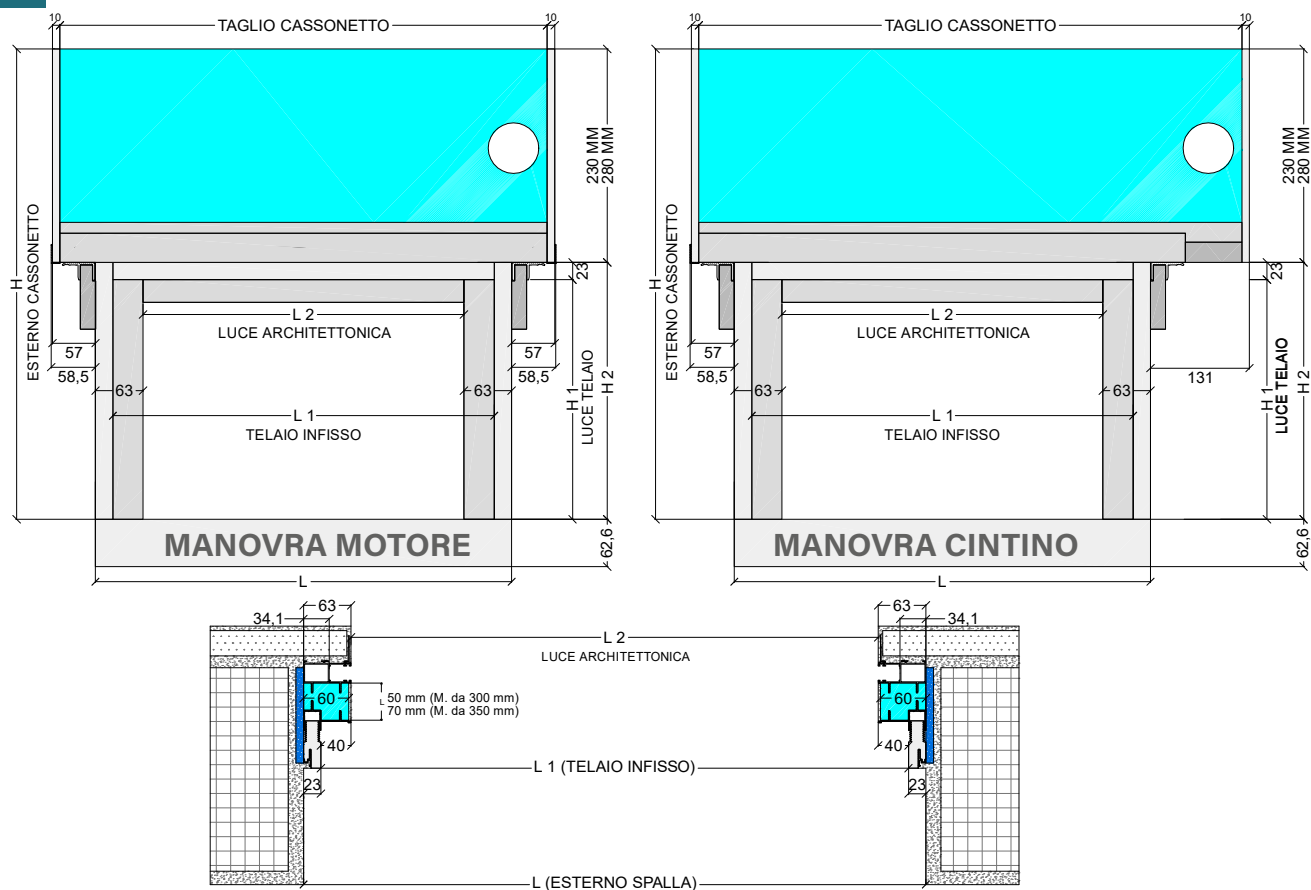 10
TAGLIO CASSONETTO
10
H
ESTERNO CASSONETTO
230 MM
280 MM
23
L 2
LUCE ARCHITETTONICA
57
58,5
57
58,5
63
63
L 1
TELAIO INFISSO
H 1
LUCE TELAIO
H 2
MANOVRA MOTORE
62,6
L
10
TAGLIO CASSONETTO
10
H
ESTERNO CASSONETTO
230 MM
280 MM
23
L 2
LUCE ARCHITETTONICA
57
58,5
131
63
63
L 1
TELAIO INFISSO
H 1
LUCE TELAIO
H 2
MANOVRA CINTINO
62,6
L
63
34,1
63
34,1
L 2
LUCE ARCHITETTONICA
60
L
50 mm (M. da 300 mm)
70 mm (M. da 350 mm)
60
40
40
L 1 (TELAIO INFISSO)
23
23
L (ESTERNO SPALLA)